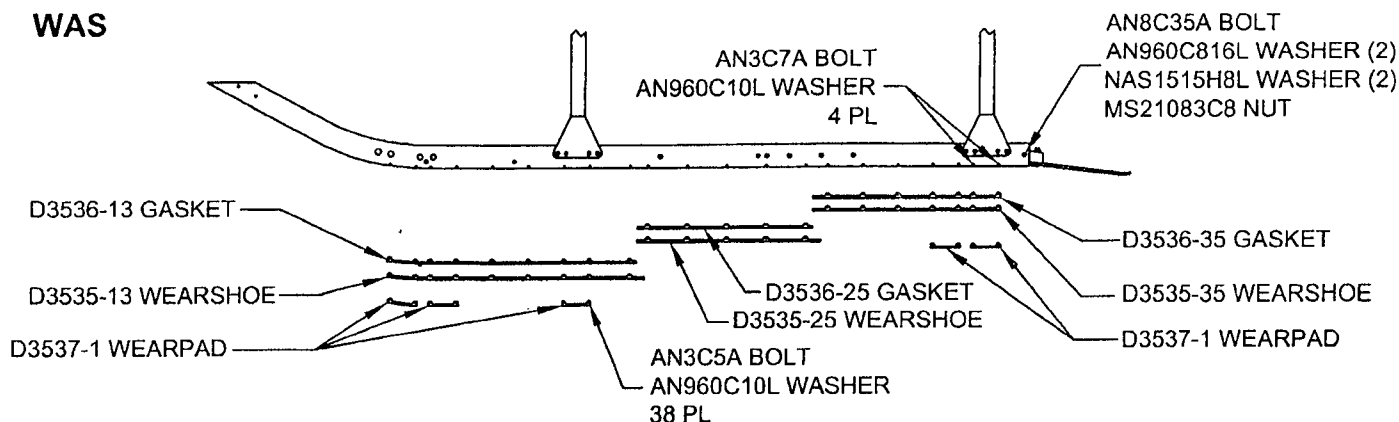 WAS
AN3C7A BOLT
AN960C10L WASHER
4 PL
AN8C35A BOLT
AN960C816L WASHER (2)
NAS1515H8L WASHER (2)
MS21083C8 NUT
D3536-13 GASKET
D3535-13 WEARSHOE
D3537-1 WEARPAD
D3536-25 GASKET
D3535-25 WEARSHOE
AN3C5A BOLT
AN960C10L WASHER
38 PL
D3536-35 GASKET
D3535-35 WEARSHOE
D3537-1 WEARPAD